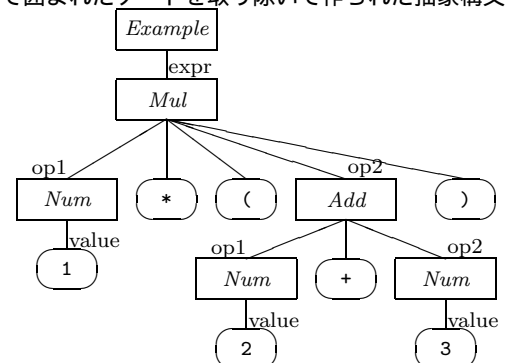 で囲まれたノードを取り除いて作られた抽象構文
Example
expr
Mul
op1
op2
Num * ( Add )
value
op1
op2
1
Num + Num
value
value
2
3